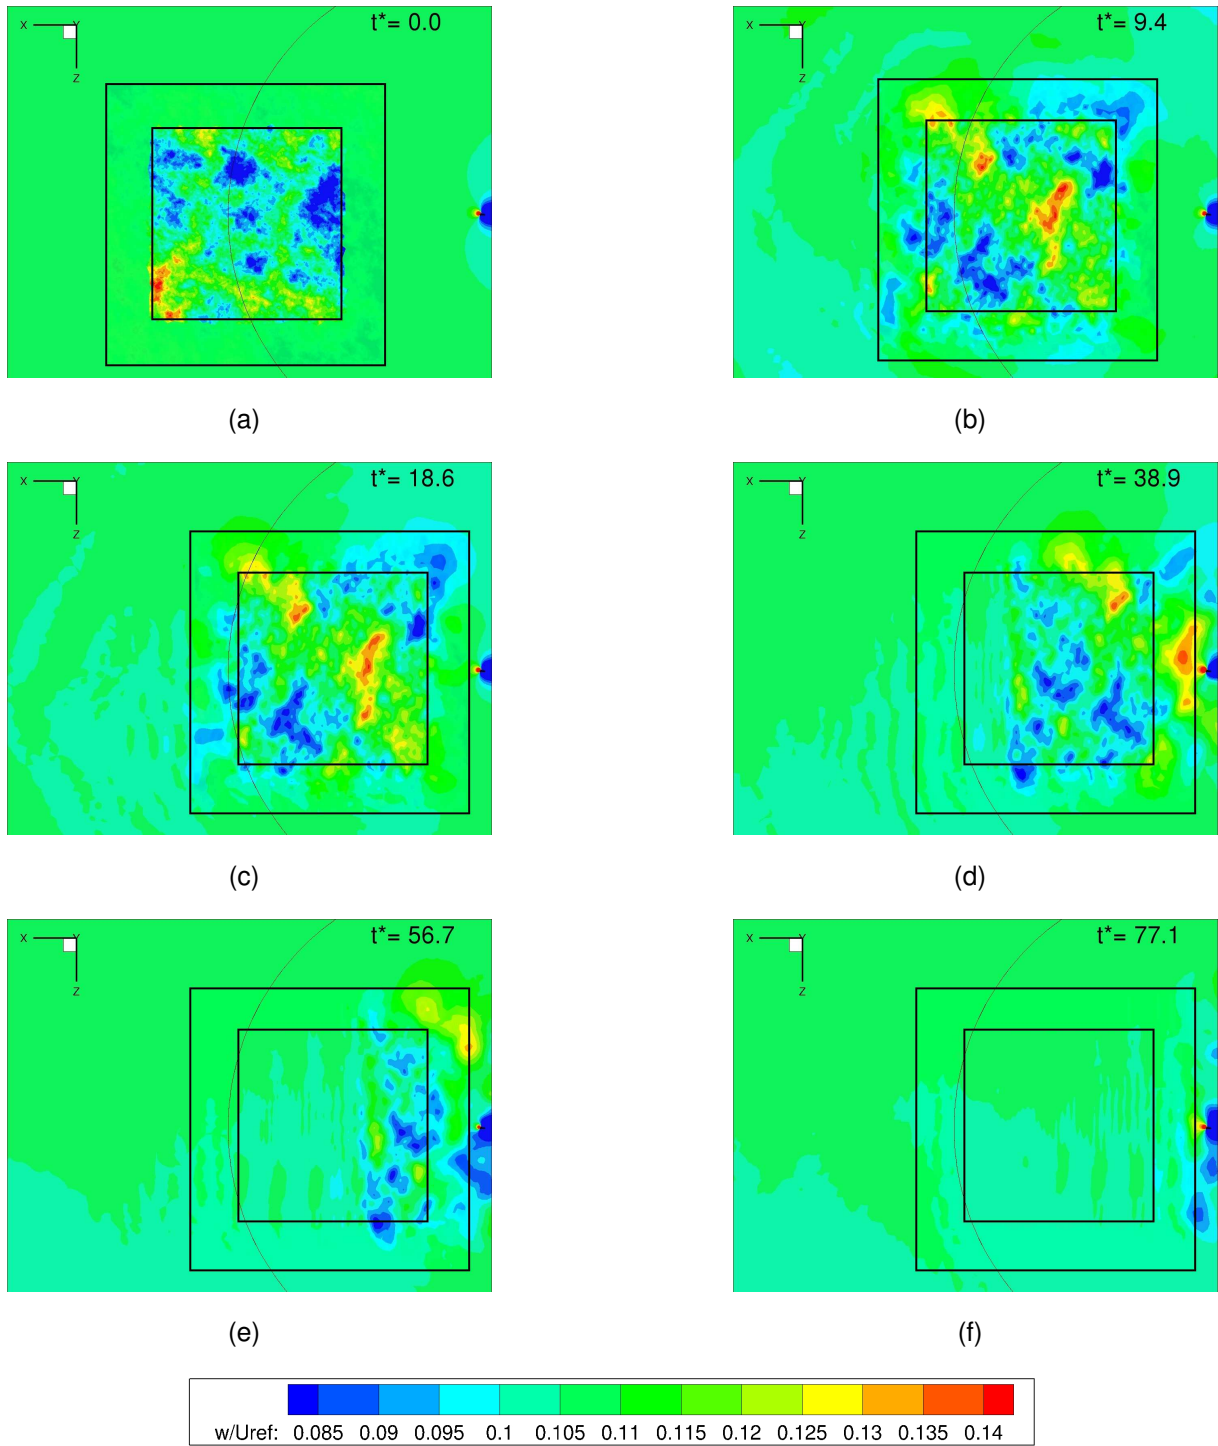 X Y t*= 0.0
Z
X Y t*= 9.4
Z
(a)
(b)
X Y t*= 18.6
Z
X Y t*= 38.9
Z
(c)
(d)
X Y t*= 56.7
Z
X Y t*= 77.1
Z
(e)
(f)
w/Uref: 0.085 0.09 0.095 0.1 0.105 0.11 0.115 0.12 0.125 0.13 0.135 0.14